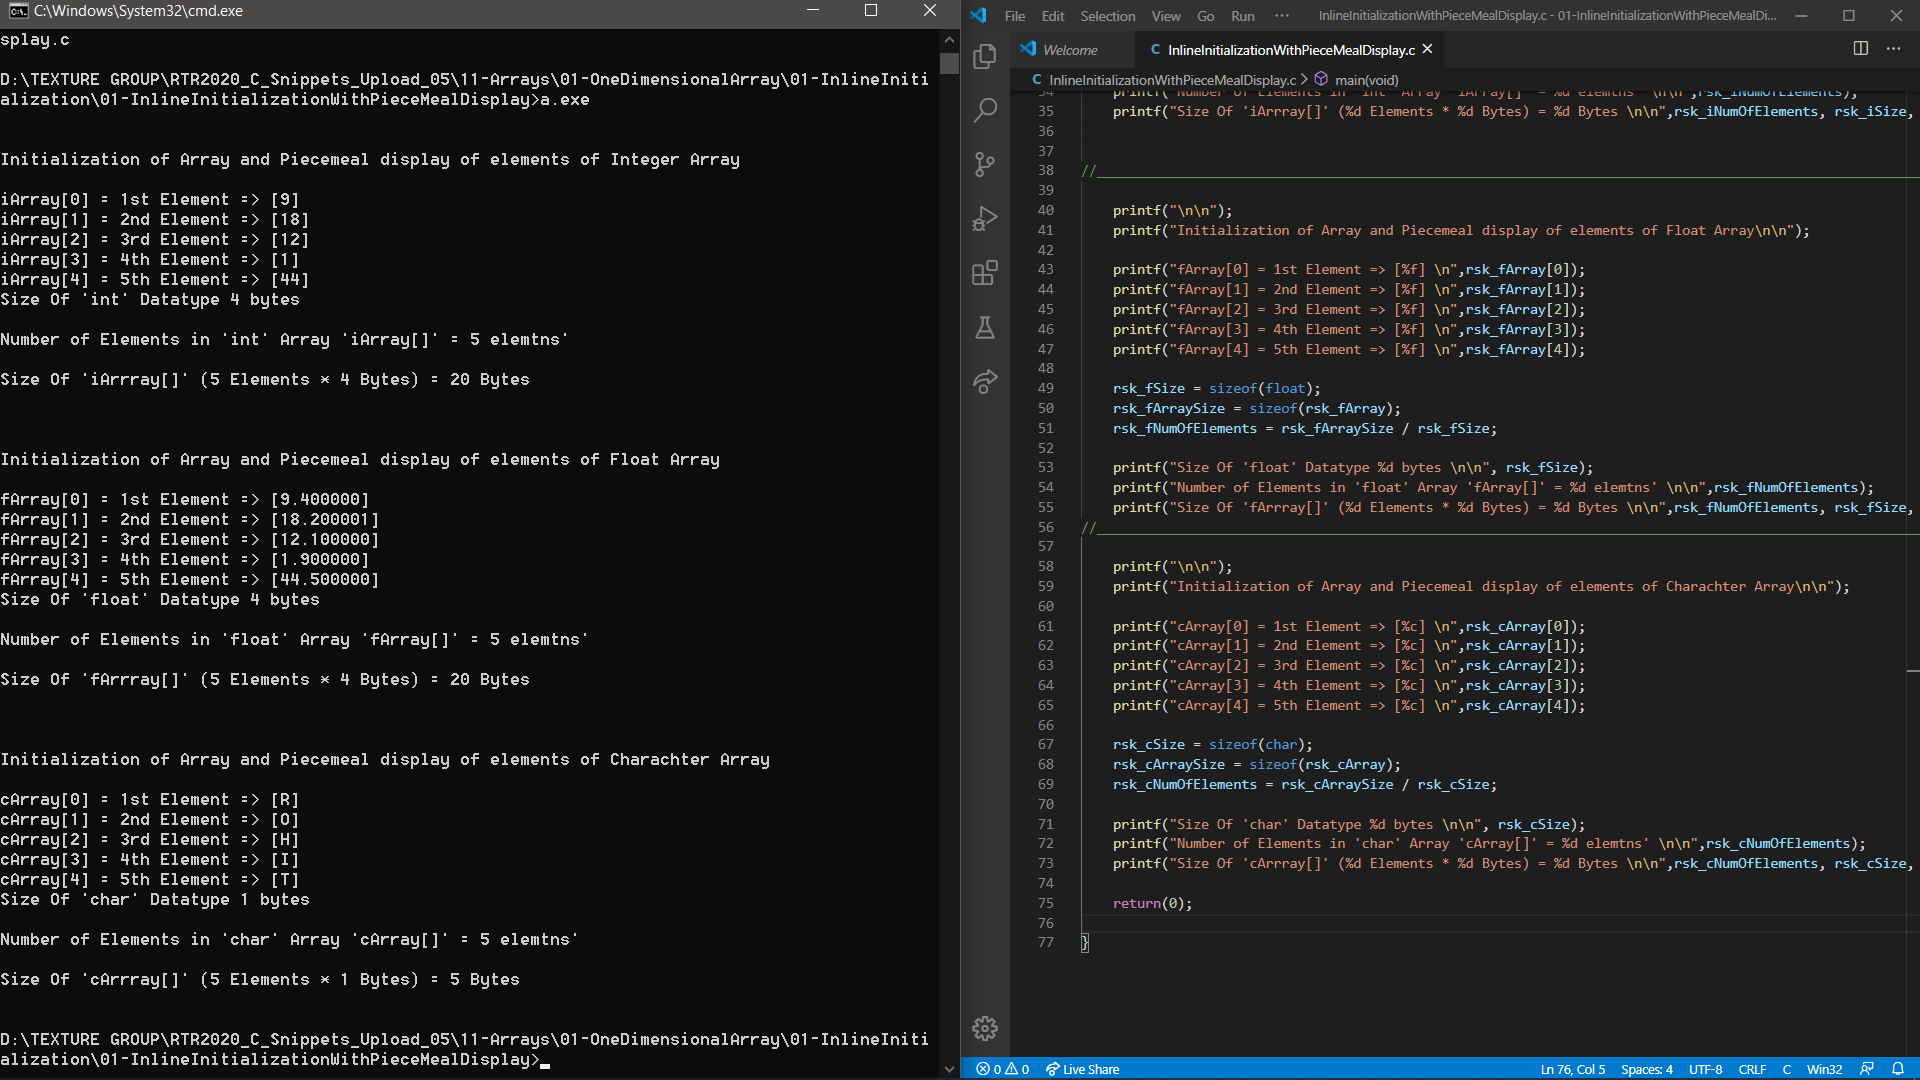 C:\Windows\System32\cmd.exe
splay.c
D:\TEXTURE GROUP\RTR2020_C_Snippets_Upload_05\11-Arrays\01-OneDimensionalArray\01-InlineIniti
alization\01-InlineInitializationWithPieceMealDisplay>a.exe
Initialization of Array and Piecemeal display of elements of Integer Array
iArray[0] = 1st Element => [9]
iArray[1] = 2nd Element => [18]
iArray[2] = 3rd Element => [12]
iArray[3] = 4th Element => [1]
iArray[4] = 5th Element => [44]
Size Of 'int' Datatype 4 bytes
Number of Elements in 'int' Array 'iArray[]' = 5 elemtns'
Size Of 'iArrray[]' (5 Elements * 4 Bytes) = 20 Bytes
Initialization of Array and Piecemeal display of elements of Float Array
fArray[0] = 1st Element => [9.400000]
fArray[1] = 2nd Element => [18.200001]
fArray[2] = 3rd Element => [12.100000]
fArray[3] = 4th Element => [1.900000]
fArray[4] = 5th Element => [44.500000]
Size Of 'float' Datatype 4 bytes
Number of Elements in 'float' Array 'fArray[]' = 5 elemtns'
Size Of 'fArrray[]' (5 Elements * 4 Bytes) = 20 Bytes
Initialization of Array and Piecemeal display of elements of Charachter Array
cArray[0] = 1st Element => [R]
cArray[1] = 2nd Element => [O]
cArray[2] = 3rd Element => [H]
cArray[3] = 4th Element => [I]
cArray[4] = 5th Element => [T]
Size Of 'char' Datatype 1 bytes
Number of Elements in 'char' Array 'cArray[]' = 5 elemtns'
Size Of 'cArrray[]' (5 Elements * 1 Bytes) = 5 Bytes
D:\TEXTURE GROUP\RTR2020_C_Snippets_Upload_05\11-Arrays\01-OneDimensionalArray\01-InlineIniti
alization\01-InlineInitializationWithPieceMealDisplay>
File Edit Selection View Go Run ··· InlineInitializationWithPieceMealDisplay.c - 01-InlineInitializationWithPieceMealDi...
Welcome C InlineInitializationWithPieceMealDisplay.c
C InlineInitializationWithPieceMealDisplay.c > main(void)
34 printf("Number of Elements in 'int' Array 'iArray[]' = %d elemtns' \n\n",rsk_iNumOfElements);
35 printf("Size Of 'iArrray[]' (%d Elements * %d Bytes) = %d Bytes \n\n",rsk_iNumOfElements, rsk_iSize,
36
37
38 //
39
40 printf("\n\n");
41 printf("Initialization of Array and Piecemeal display of elements of Float Array\n\n");
42
43 printf("fArray[0] = 1st Element => [%f] \n",rsk_fArray[0]);
44 printf("fArray[1] = 2nd Element => [%f] \n",rsk_fArray[1]);
45 printf("fArray[2] = 3rd Element => [%f] \n",rsk_fArray[2]);
46 printf("fArray[3] = 4th Element => [%f] \n",rsk_fArray[3]);
47 printf("fArray[4] = 5th Element => [%f] \n",rsk_fArray[4]);
48
49 rsk_fSize = sizeof(float);
50 rsk_fArraySize = sizeof(rsk_fArray);
51 rsk_fNumOfElements = rsk_fArraySize / rsk_fSize;
52
53 printf("Size Of 'float' Datatype %d bytes \n\n", rsk_fSize);
54 printf("Number of Elements in 'float' Array 'fArray[]' = %d elemtns' \n\n",rsk_fNumOfElements);
55 printf("Size Of 'fArrray[]' (%d Elements * %d Bytes) = %d Bytes \n\n",rsk_fNumOfElements, rsk_fSize,
56 //
57
58 printf("\n\n");
59 printf("Initialization of Array and Piecemeal display of elements of Charachter Array\n\n");
60
61 printf("cArray[0] = 1st Element => [%c] \n",rsk_cArray[0]);
62 printf("cArray[1] = 2nd Element => [%c] \n",rsk_cArray[1]);
63 printf("cArray[2] = 3rd Element => [%c] \n",rsk_cArray[2]);
64 printf("cArray[3] = 4th Element => [%c] \n",rsk_cArray[3]);
65 printf("cArray[4] = 5th Element => [%c] \n",rsk_cArray[4]);
66
67 rsk_cSize = sizeof(char);
68 rsk_cArraySize = sizeof(rsk_cArray);
69 rsk_cNumOfElements = rsk_cArraySize / rsk_cSize;
70
71 printf("Size Of 'char' Datatype %d bytes \n\n", rsk_cSize);
72 printf("Number of Elements in 'char' Array 'cArray[]' = %d elemtns' \n\n",rsk_cNumOfElements);
73 printf("Size Of 'cArrray[]' (%d Elements * %d Bytes) = %d Bytes \n\n",rsk_cNumOfElements, rsk_cSize,
74
75 return(0);
76
77 }
0 0 Live Share Ln 76, Col 5 Spaces: 4 UTF-8 CRLF C Win32